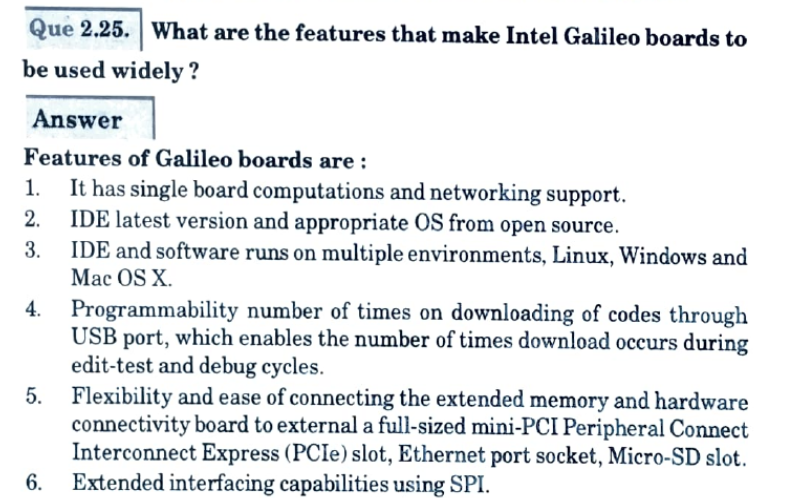 Que 2.25. What are the features that make Intel Galileo boards to
be used widely ?
Answer
Features of Galileo boards are :
1. It has single board computations and networking support.
2. IDE latest version and appropriate OS from open source.
3. IDE and software runs on multiple environments, Linux, Windows and
Mac OS X.
4. Programmability number of times on downloading of codes through
USB port, which enables the number of times download occurs during
edit-test and debug cycles.
5. Flexibility and ease of connecting the extended memory and hardware
connectivity board to external a full-sized mini-PCI Peripheral Connect
Interconnect Express (PCIe) slot, Ethernet port socket, Micro-SD slot.
6. Extended interfacing capabilities using SPI.